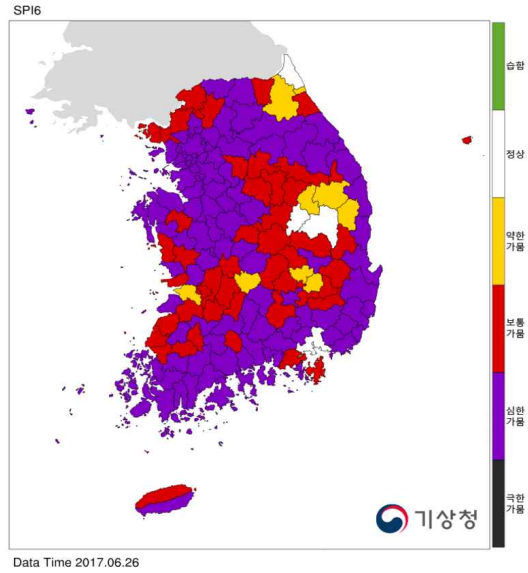 SPI6
습함
정상
약한
가뭄
보통
가뭄
심한
가뭄
극한
가뭄
기상청
Data Time 2017.06.26